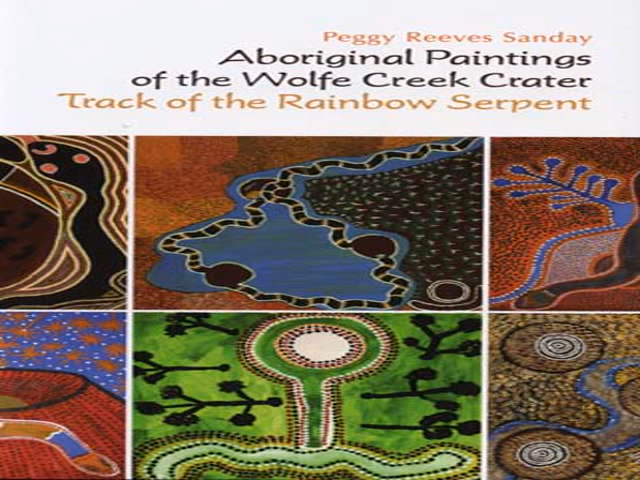 Peggy Reeves Sanday
Aboriginal Paintings
of the Wolfe Creek Crater
Track of the Rainbow Serpent